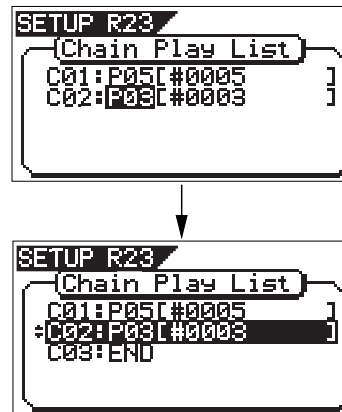 SETUP R23
Chain Play List
C01:P05[#0005 ]
C02:P03[#0003 ]
SETUP R23
Chain Play List
C01:P05[#0005 ]
C02:P03[#0003 ]
C03:END